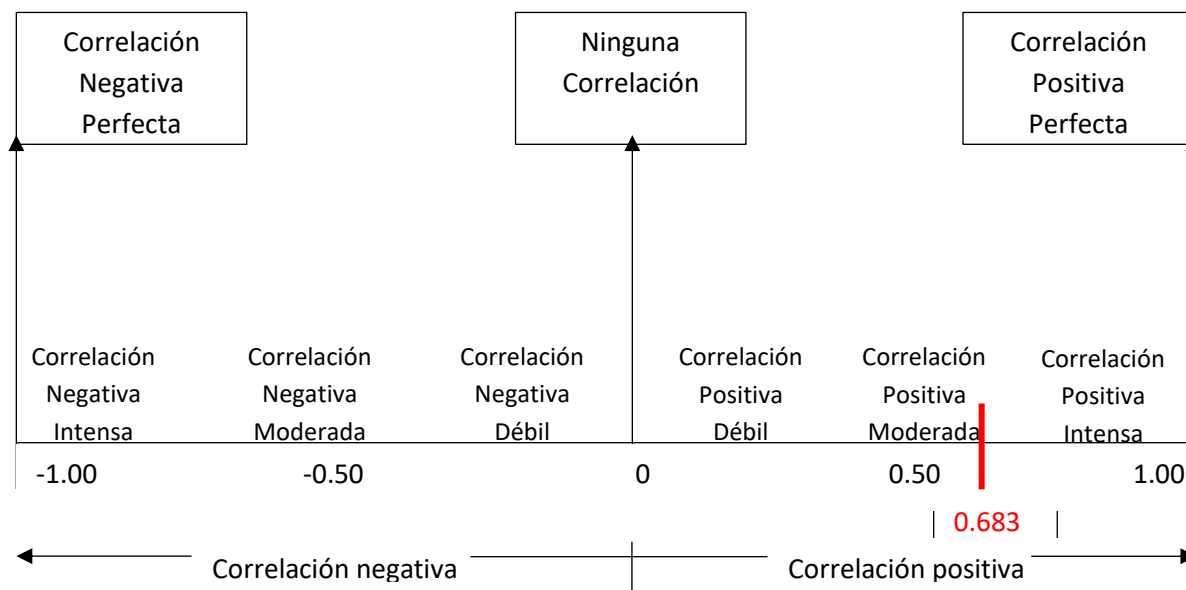 Correlación
Negativa
Perfecta
Ninguna
Correlación
Correlación
Positiva
Perfecta
Correlación
Negativa
Intensa
Correlación
Negativa
Moderada
Correlación
Negativa
Débil
Correlación
Positiva
Débil
Correlación
Positiva
Moderada
Correlación
Positiva
Intensa
-1.00
-0.50
0
0.50
1.00
0.683
Correlación negativa
Correlación positiva